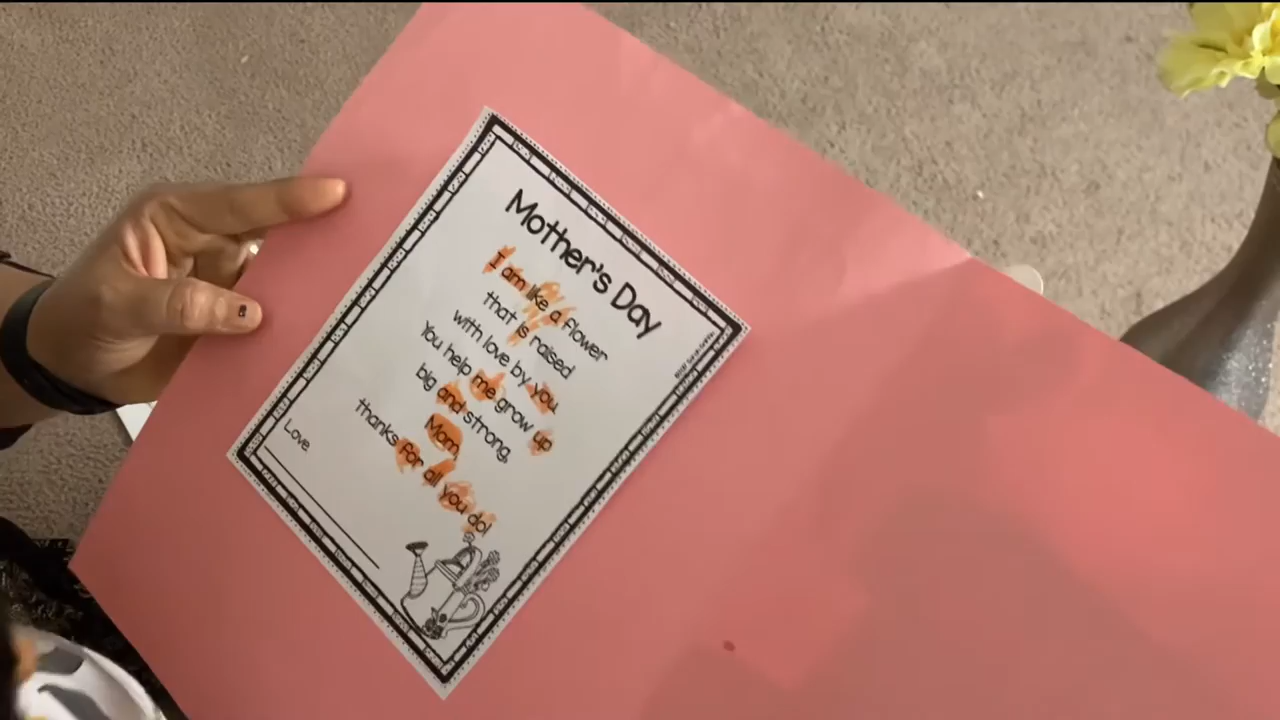 Mother's Day
I am like a flower
that is raised
with love by you.
You help me grow up
big and strong,
Mom,
thanks for all you do!
Love,